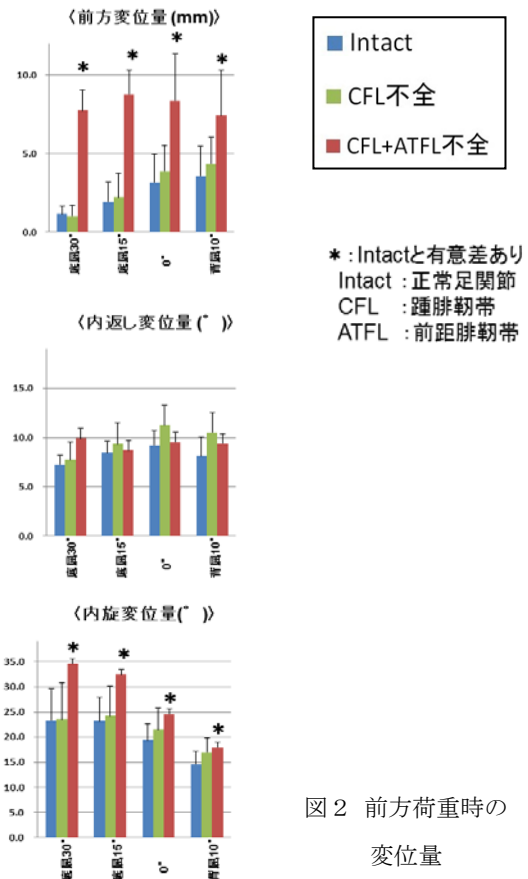 〈前方変位量(mm)〉
10.0
5.0
0.0
* * * *
底屈30°
底屈15°
0°
背屈10°
Intact
CFL不全
CFL+ATFL不全
*:Intactと有意差あり
Intact:正常足関節
CFL :踵腓靭帯
ATFL :前距腓靭帯
〈内返し変位量(° )〉
15.0
10.0
5.0
0.0
底屈30°
底屈15°
0°
背屈10°
〈内旋変位量(° )〉
35.0
30.0
25.0
20.0
15.0
10.0
5.0
0.0
* * * *
底屈30°
底屈15°
0°
背屈10°
図2 前方荷重時の
変位量